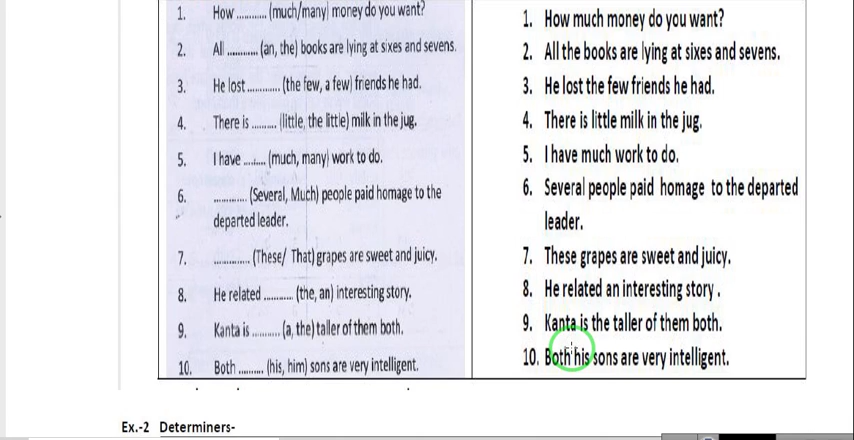 1. How ........... (much/many) money do you want?
2. All ........... (an, the) books are lying at sixes and sevens.
3. He lost............ (the few, a few) friends he had.
4. There is ......... (little, the little) milk in the jug.
5. I have ........ (much, many) work to do.
6. ............ (Several, Much) people paid homage to the
departed leader.
7. ............. (These/ That) grapes are sweet and juicy.
8. He related .......... (the, an) interesting story.
9. Kanta is .......... (a, the) taller of them both.
10. Both ......... (his, him) sons are very intelligent.
1. How much money do you want?
2. All the books are lying at sixes and sevens.
3. He lost the few friends he had.
4. There is little milk in the jug.
5. I have much work to do.
6. Several people paid homage to the departed
leader.
7. These grapes are sweet and juicy.
8. He related an interesting story .
9. Kanta is the taller of them both.
10. Both his sons are very intelligent.
Ex.-2 Determiners-